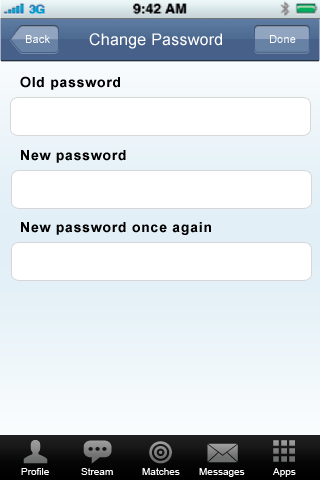 3G 9:42 AM
Back Change Password Done
Old password
New password
New password once again
Profile Stream Matches Messages Apps